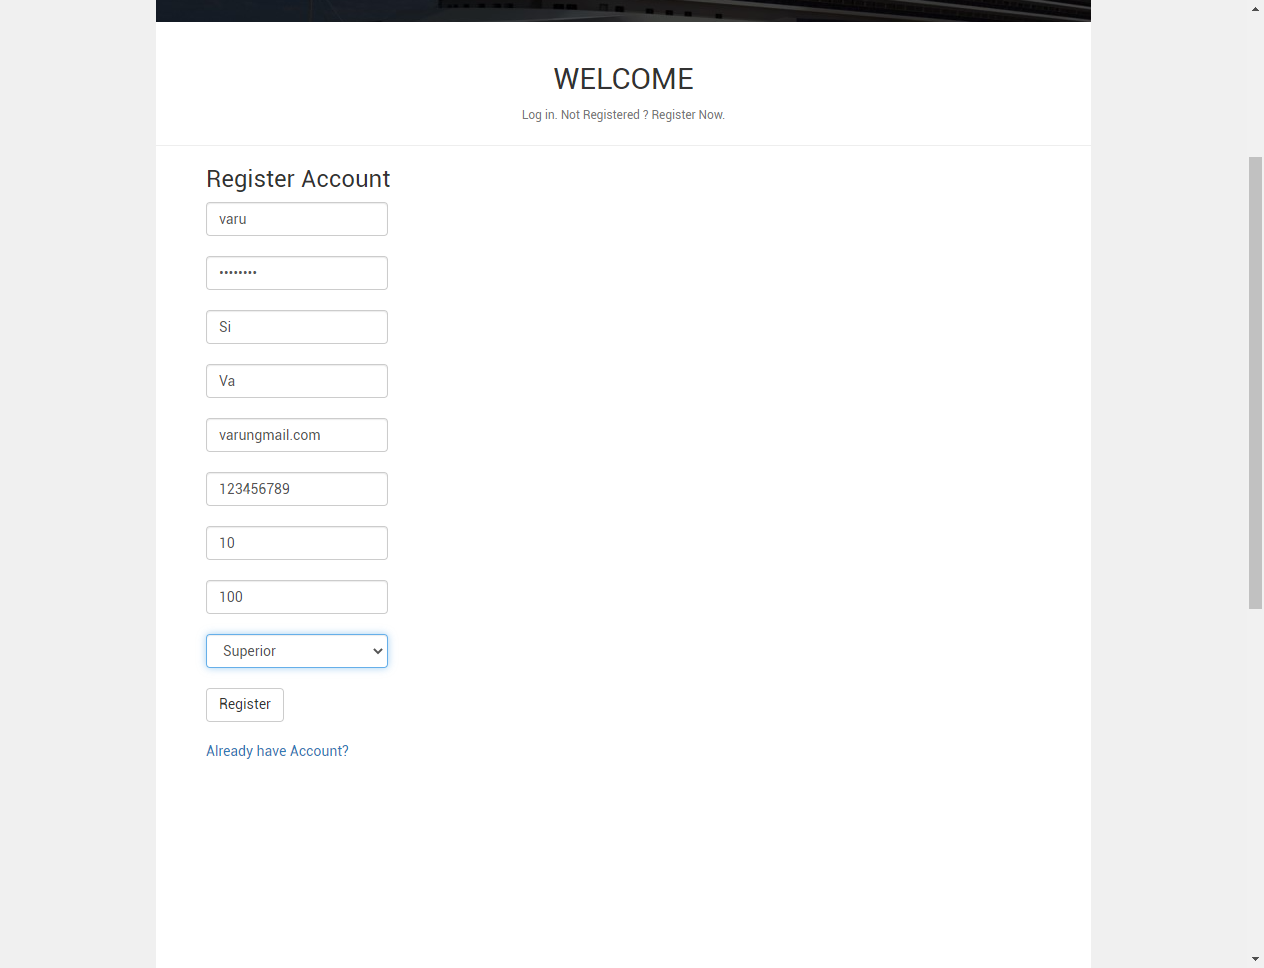 WELCOME
Log in. Not Registered ? Register Now.
Register Account
varu
••••••••
Si
Va
varungmail.com
123456789
10
100
Superior
Register
Already have Account?